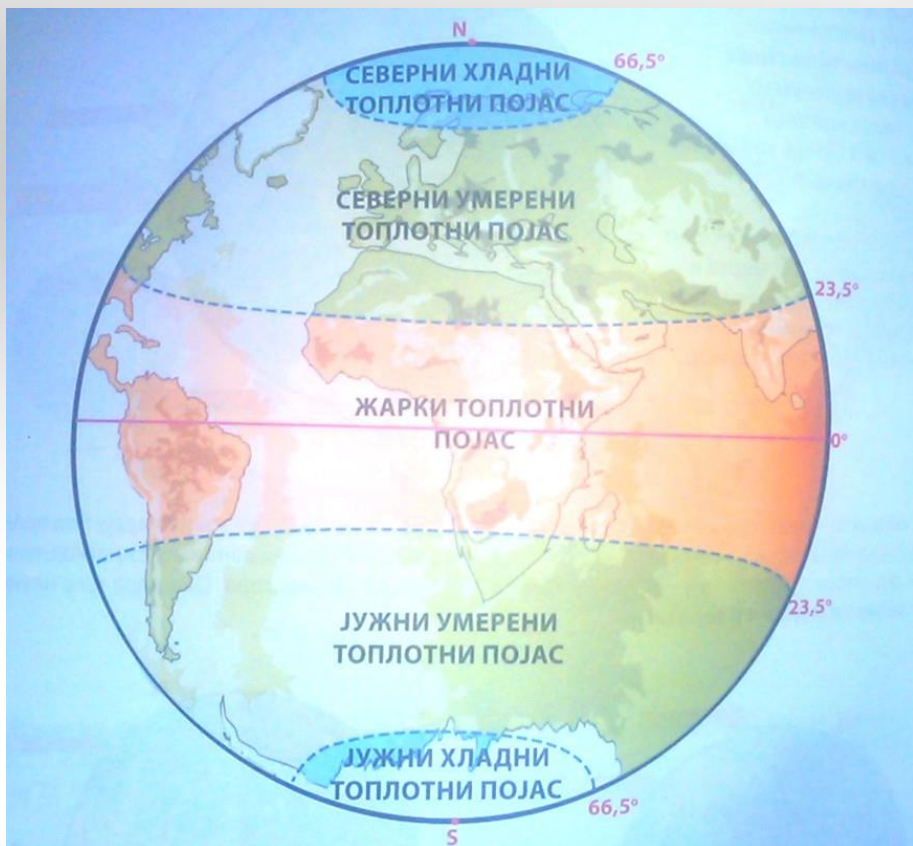 N
66,5°
СЕВЕРНИ ХЛАДНИ
ТОПЛОТНИ ПОЈАС
СЕВЕРНИ УМЕРЕНИ
ТОПЛОТНИ ПОЈАС
23,5°
ЖАРКИ ТОПЛОТНИ
ПОЈАС
0°
23,5°
ЈУЖНИ УМЕРЕНИ
ТОПЛОТНИ ПОЈАС
ЈУЖНИ ХЛАДНИ
ТОПЛОТНИ ПОЈАС
66,5°
S